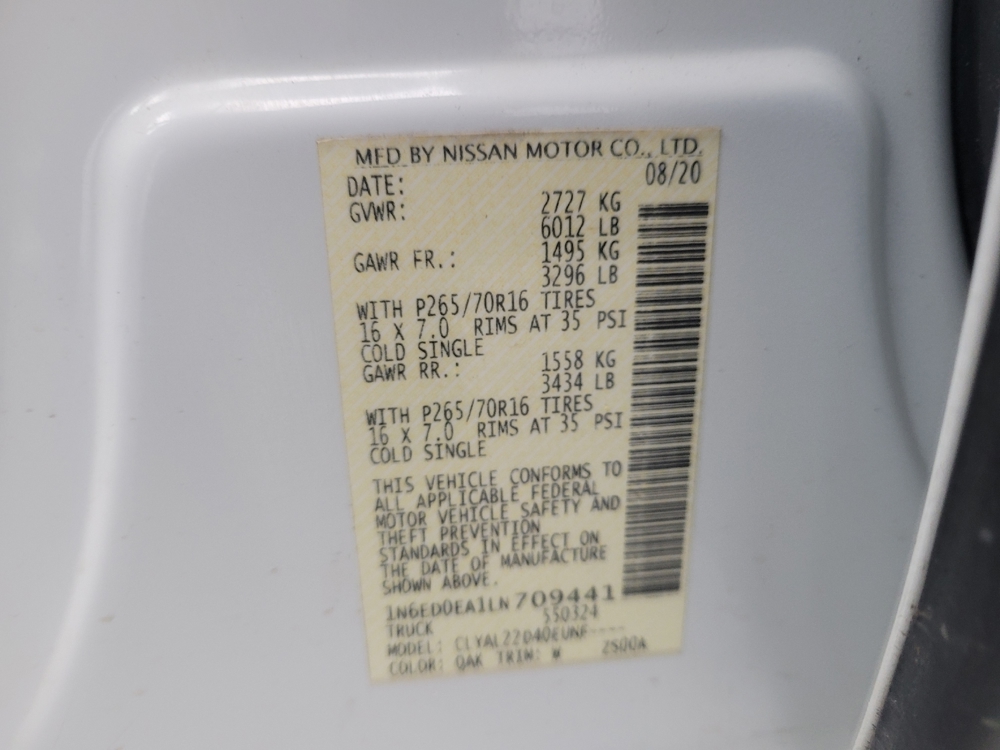 MFD BY NISSAN MOTOR CO., LTD.
DATE: 08/20
GVWR: 2727 KG
6012 LB
GAWR FR.: 1495 KG
3296 LB
WITH P265/70R16 TIRES
16 X 7.0 RIMS AT 35 PSI
COLD SINGLE
GAWR RR.: 1558 KG
3434 LB
WITH P265/70R16 TIRES
16 X 7.0 RIMS AT 35 PSI
COLD SINGLE
THIS VEHICLE CONFORMS TO
ALL APPLICABLE FEDERAL
MOTOR VEHICLE SAFETY AND
THEFT PREVENTION
STANDARDS IN EFFECT ON
THE DATE OF MANUFACTURE
SHOWN ABOVE.
1N6ED0EA1LN709441
TRUCK 550324
MODEL: CLYAL22D40EUNF----
COLOR: QAK TRIM: W 2S00A